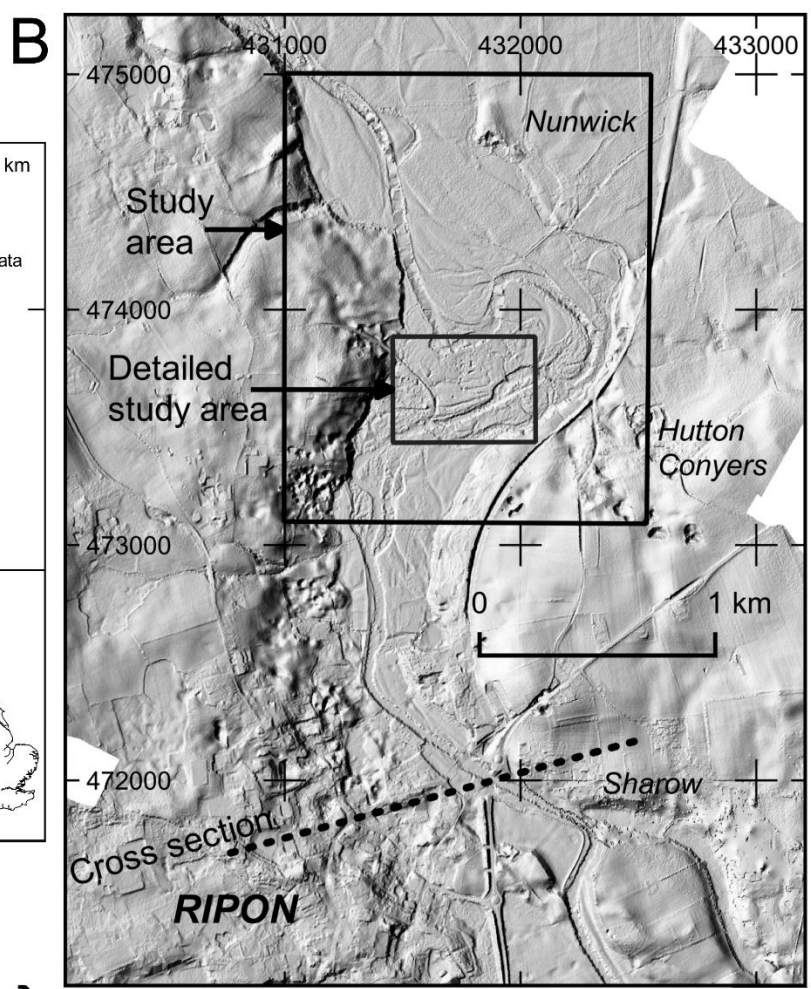 B
431000 432000 433000
475000
Nunwick
km
Study
area
ata
474000
Detailed
study area
Hutton
Conyers
473000
0 1 km
472000
Sharow
Cross section
RIPON